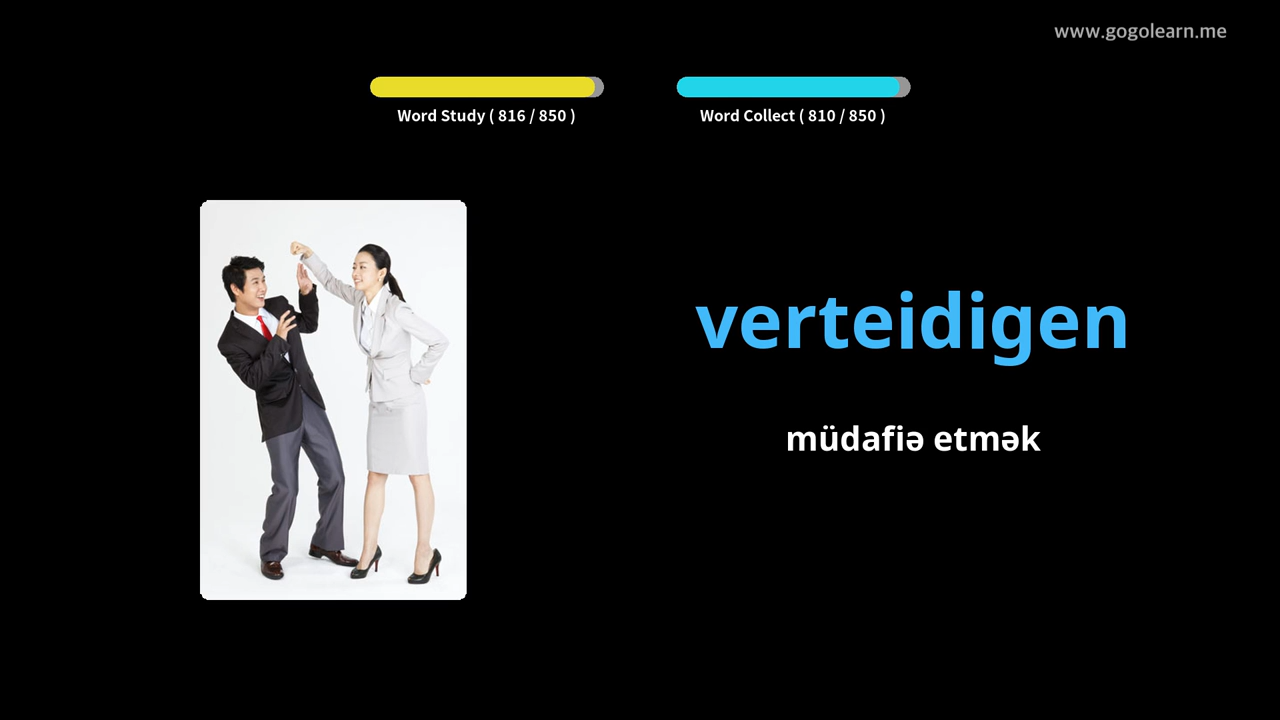 www.gogolearn.me
Word Study ( 816 / 850 )
Word Collect ( 810 / 850 )
verteidigen
müdafiə etmək